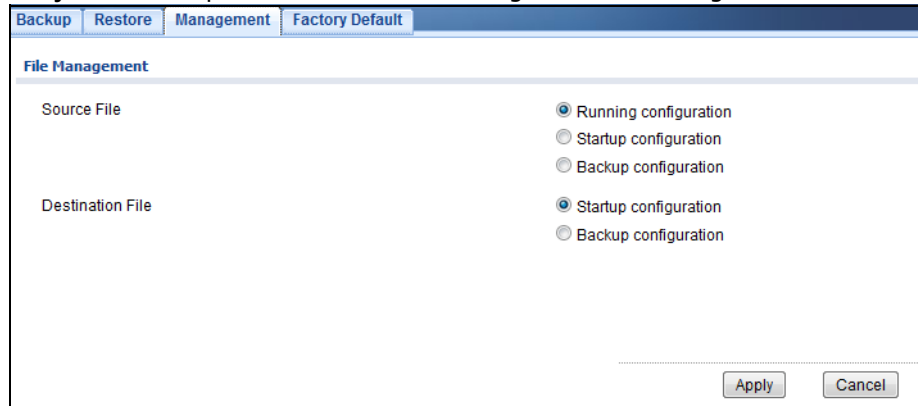 Backup Restore Management Factory Default
File Management
Source File
Running configuration
Startup configuration
Backup configuration
Destination File
Startup configuration
Backup configuration
Apply Cancel